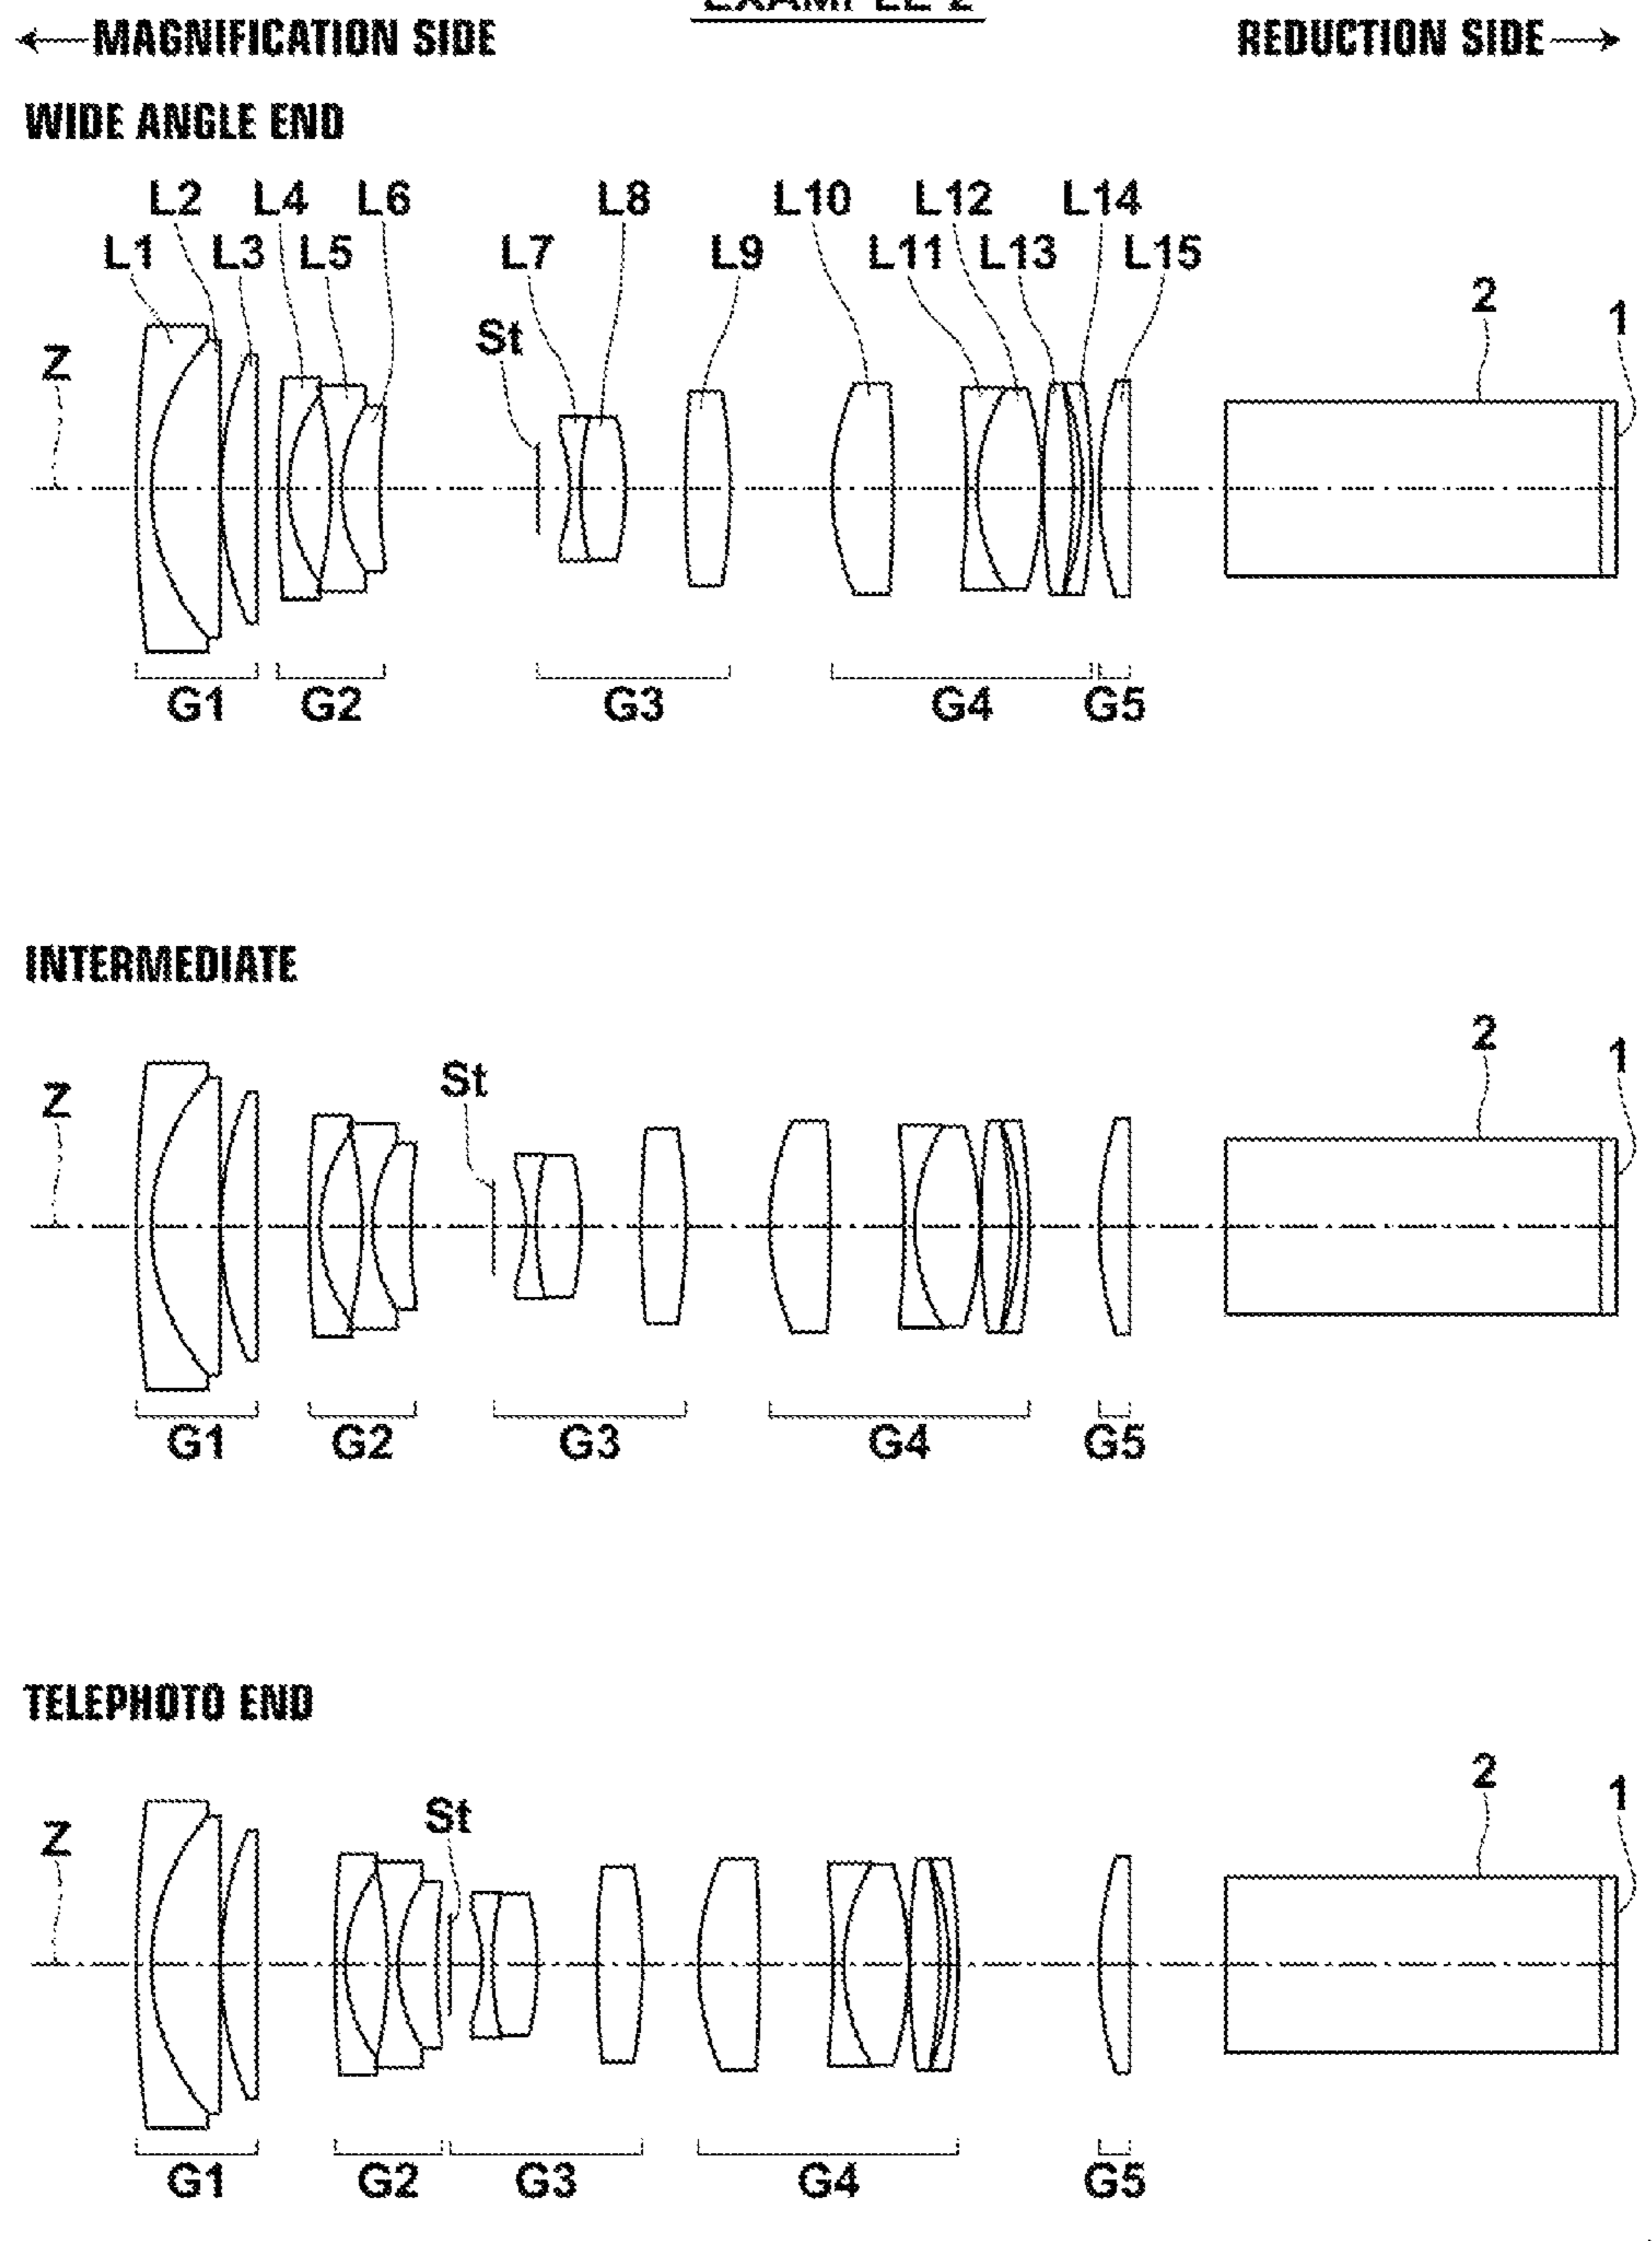 EXAMPLE 2
MAGNIFICATION SIDE
REDUCTION SIDE
WIDE ANGLE END
L2 L4 L6 L8 L10 L12 L14
L1 L3 L5 L7 L9 L11 L13 L15
St
Z
2
1
G1 G2 G3 G4 G5
INTERMEDIATE
St
Z
2
1
G1 G2 G3 G4 G5
TELEPHOTO END
St
Z
2
1
G1 G2 G3 G4 G5